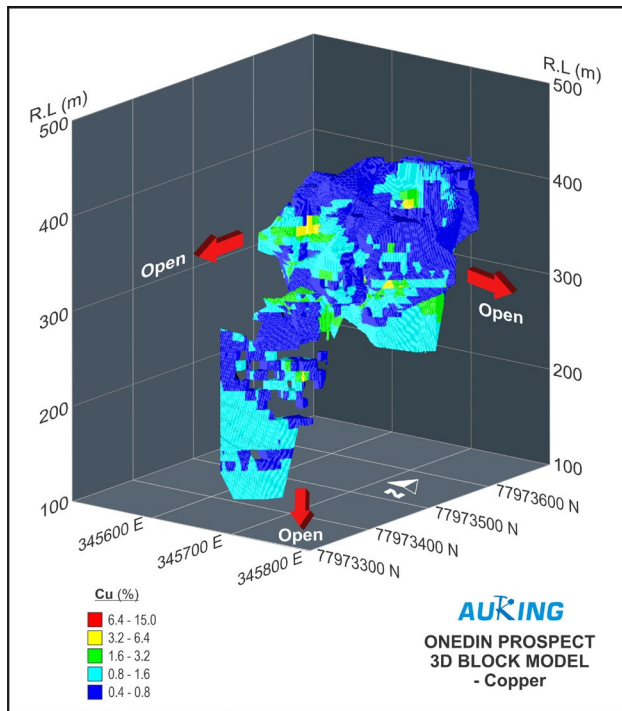 R.L (m)
500
400
300
200
100
R.L (m)
500
400
300
200
100
Open
Open
Open
N
345600 E
345700 E
345800 E
77973300 N
77973400 N
77973500 N
77973600 N
Cu (%)
6.4 - 15.0
3.2 - 6.4
1.6 - 3.2
0.8 - 1.6
0.4 - 0.8
AUKING
ONEDIN PROSPECT
3D BLOCK MODEL
- Copper